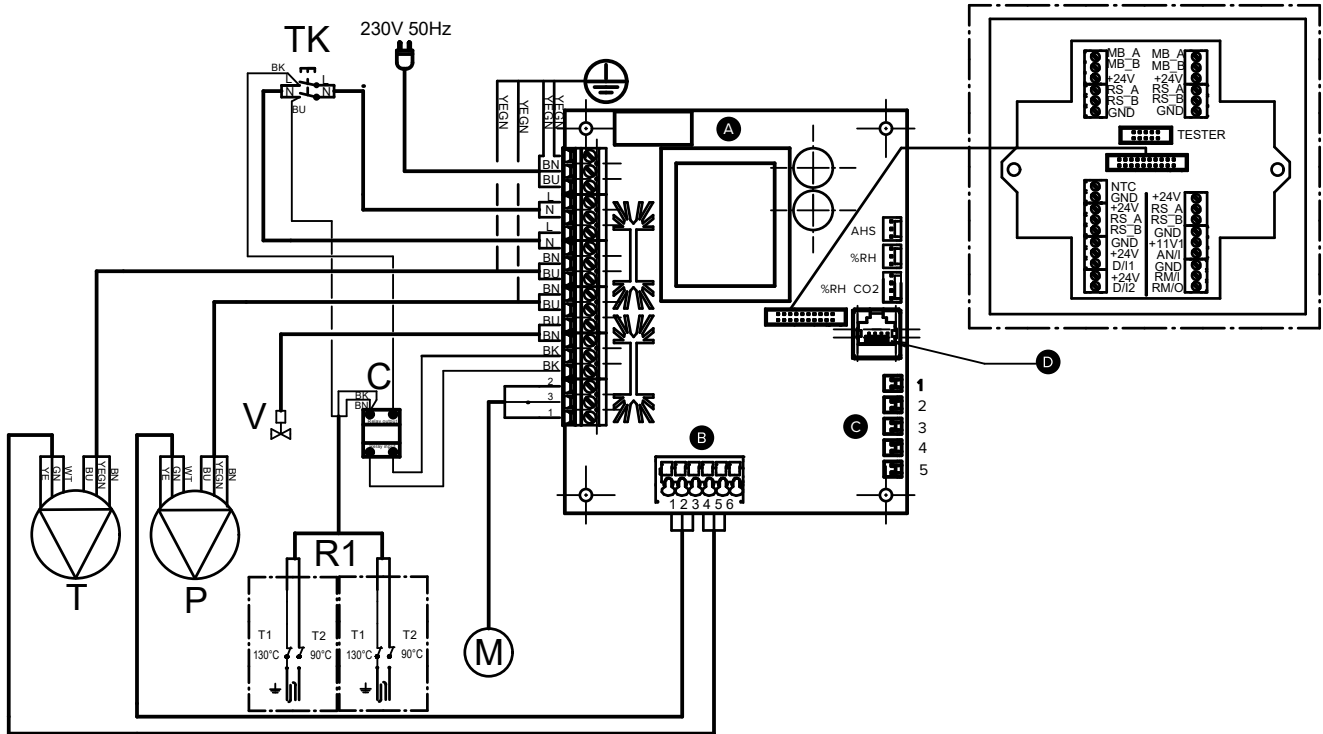 TK
230V 50Hz
BK
L L
N N
BU
YEGN
YEGN
YEGN
YEGN
A
MB_A MB_A
MB_B MB_B
+24V +24V
RS_A RS_A
RS_B RS_B
GND GND
TESTER
NTC
GND
+24V
RS_A
RS_B
GND
+24V
D/I1
+24V
D/I2
+24V
RS_A
RS_B
GND
+11V1
AN/I
GND
RM/I
RM/O
BN
BU
L
N
L
N
BN
BU
BN
BU
BU
BN
BK
BK
2
3
1
AHS
%RH
%RH CO2
D
1
2
3
4
5
C
B
1 2 3 4 5 6
V
C
BK
BN
YE GN WT BU YEGN BN
YE GN WT BU YEGN BN
T
P
R1
T1 T2 T1 T2
130°C 90°C 130°C 90°C
M